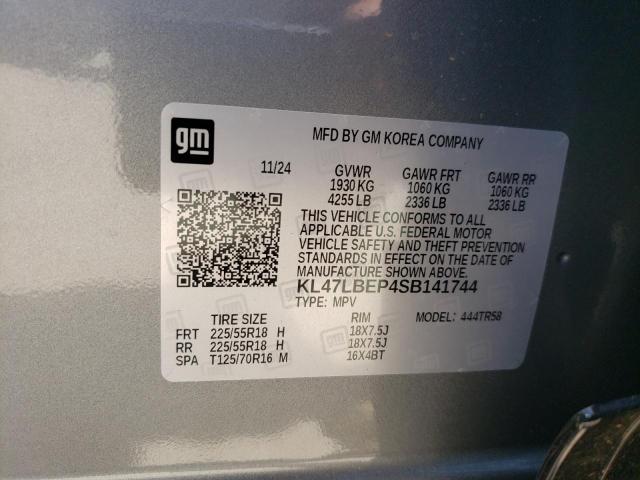 gm
MFD BY GM KOREA COMPANY
11/24 GVWR GAWR FRT GAWR RR
1930 KG 1060 KG 1060 KG
4255 LB 2336 LB 2336 LB
THIS VEHICLE CONFORMS TO ALL
APPLICABLE U.S. FEDERAL MOTOR
VEHICLE SAFETY AND THEFT PREVENTION
STANDARDS IN EFFECT ON THE DATE OF
MANUFACTURE SHOWN ABOVE.
KL47LBEP4SB141744
TYPE: MPV
TIRE SIZE RIM MODEL: 444TR58
FRT 225/55R18 H 18X7.5J
RR 225/55R18 H 18X7.5J
SPA T125/70R16 M 16X4BT